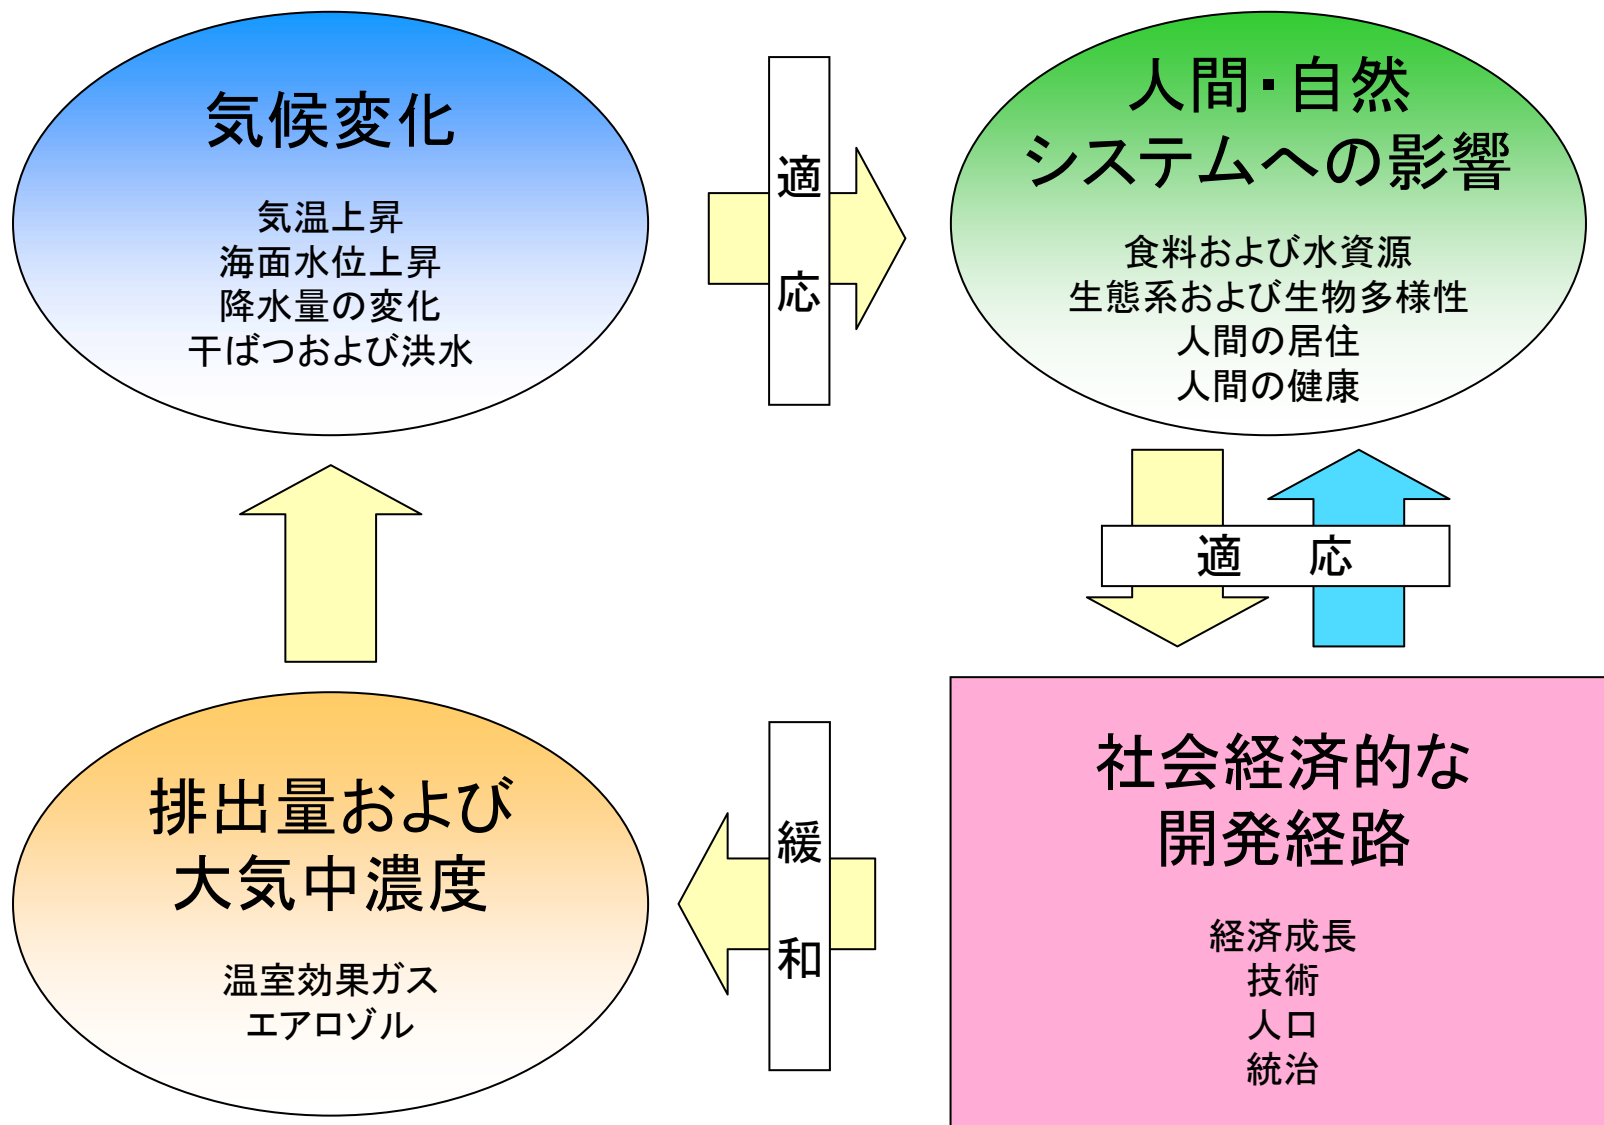 気候変化
気温上昇
海面水位上昇
降水量の変化
干ばつおよび洪水
適応
人間・自然
システムへの影響
食料および水資源
生態系および生物多様性
人間の居住
人間の健康
適 応
排出量および
大気中濃度
温室効果ガス
エアロゾル
緩和
社会経済的な
開発経路
経済成長
技術
人口
統治